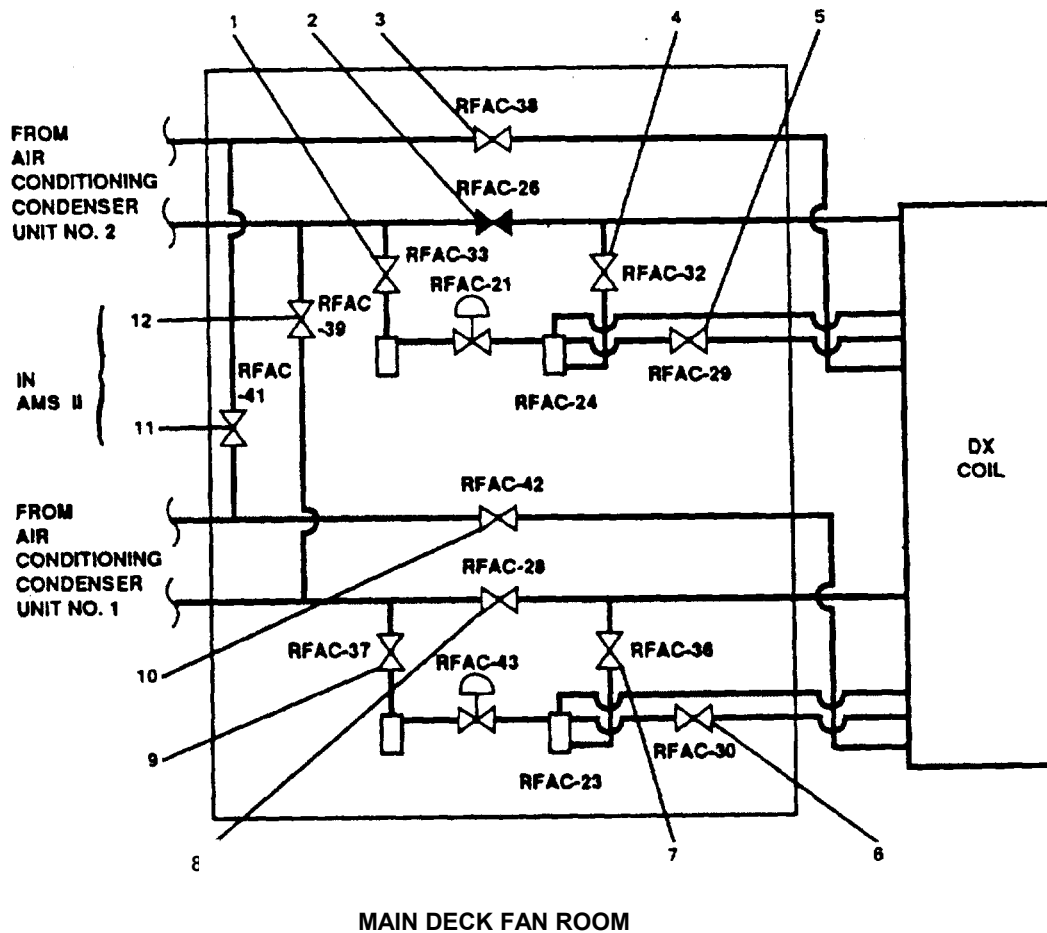 1 2 3 4 5
RFAC-38
FROM
AIR
CONDITIONING
CONDENSER
UNIT NO. 2
RFAC-26
RFAC-33
RFAC-32
RFAC-21
12
RFAC
-39
RFAC-29
IN
AMS II
RFAC
-41
RFAC-24
11
DX
COIL
RFAC-42
FROM
AIR
CONDITIONING
CONDENSER
UNIT NO. 1
RFAC-28
RFAC-37
RFAC-43
RFAC-36
10
RFAC-30
9
RFAC-23
8
7
6
MAIN DECK FAN ROOM